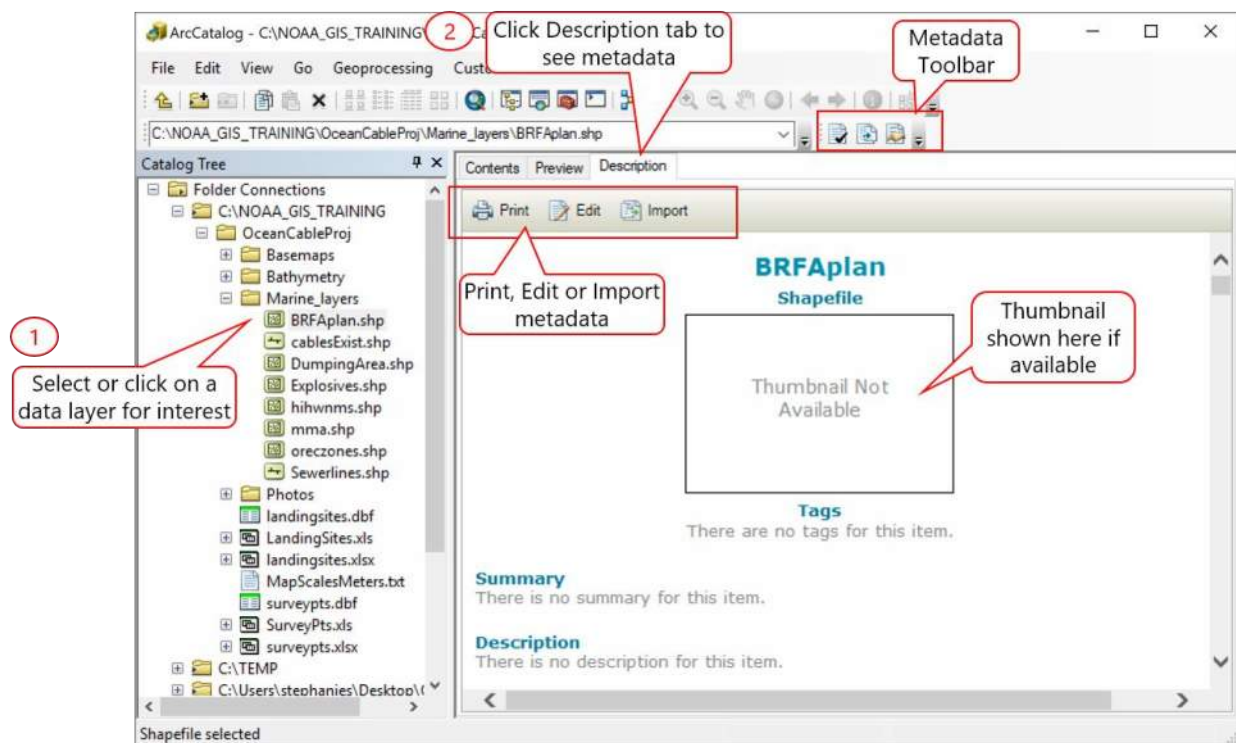 ArcCatalog - C:\NOAA_GIS_TRAINING\
2
Click Description tab to
see metadata
Metadata
Toolbar
File Edit View Go Geoprocessing
C:\NOAA_GIS_TRAINING\OceanCableProj\Marine_layers\BRFAplan.shp
Catalog Tree
Contents Preview Description
Folder Connections
C:\NOAA_GIS_TRAINING
OceanCableProj
Basemaps
Bathymetry
Marine_layers
BRFAplan.shp
cablesExist.shp
DumpingArea.shp
Explosives.shp
hihwnms.shp
mma.shp
oreczones.shp
Sewerlines.shp
Photos
landingsites.dbf
LandingSites.xls
landingsites.xlsx
MapScalesMeters.txt
surveypts.dbf
SurveyPts.xls
surveypts.xlsx
C:\TEMP
C:\Users\stephanies\Desktop\
1
Select or click on a
data layer for interest
Print Edit Import
Print, Edit or Import
metadata
BRFAplan
Shapefile
Thumbnail Not
Available
Thumbnail
shown here if
available
Tags
There are no tags for this item.
Summary
There is no summary for this item.
Description
There is no description for this item.
Shapefile selected